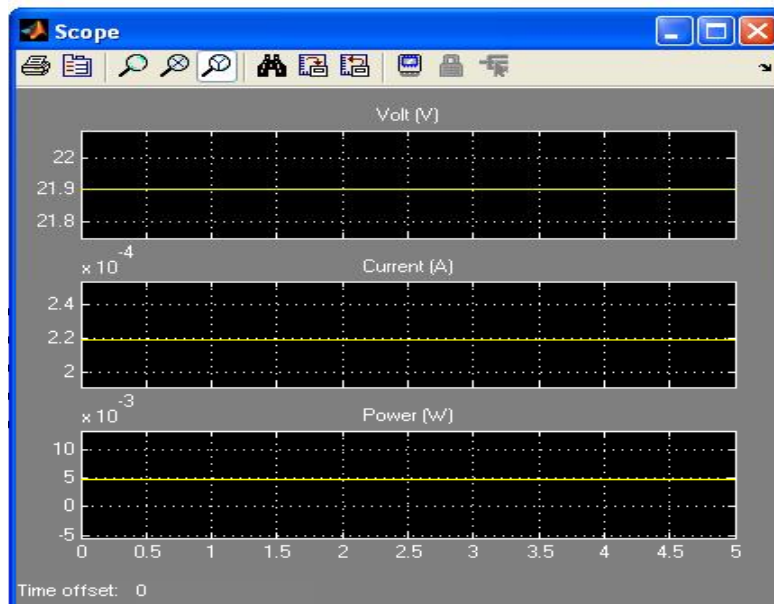 Scope
Volt (V)
22
21.9
21.8
x 10^-4
Current (A)
2.4
2.2
2
x 10^-3
Power (W)
10
5
0
-5
0 0.5 1 1.5 2 2.5 3 3.5 4 4.5 5
Time offset: 0